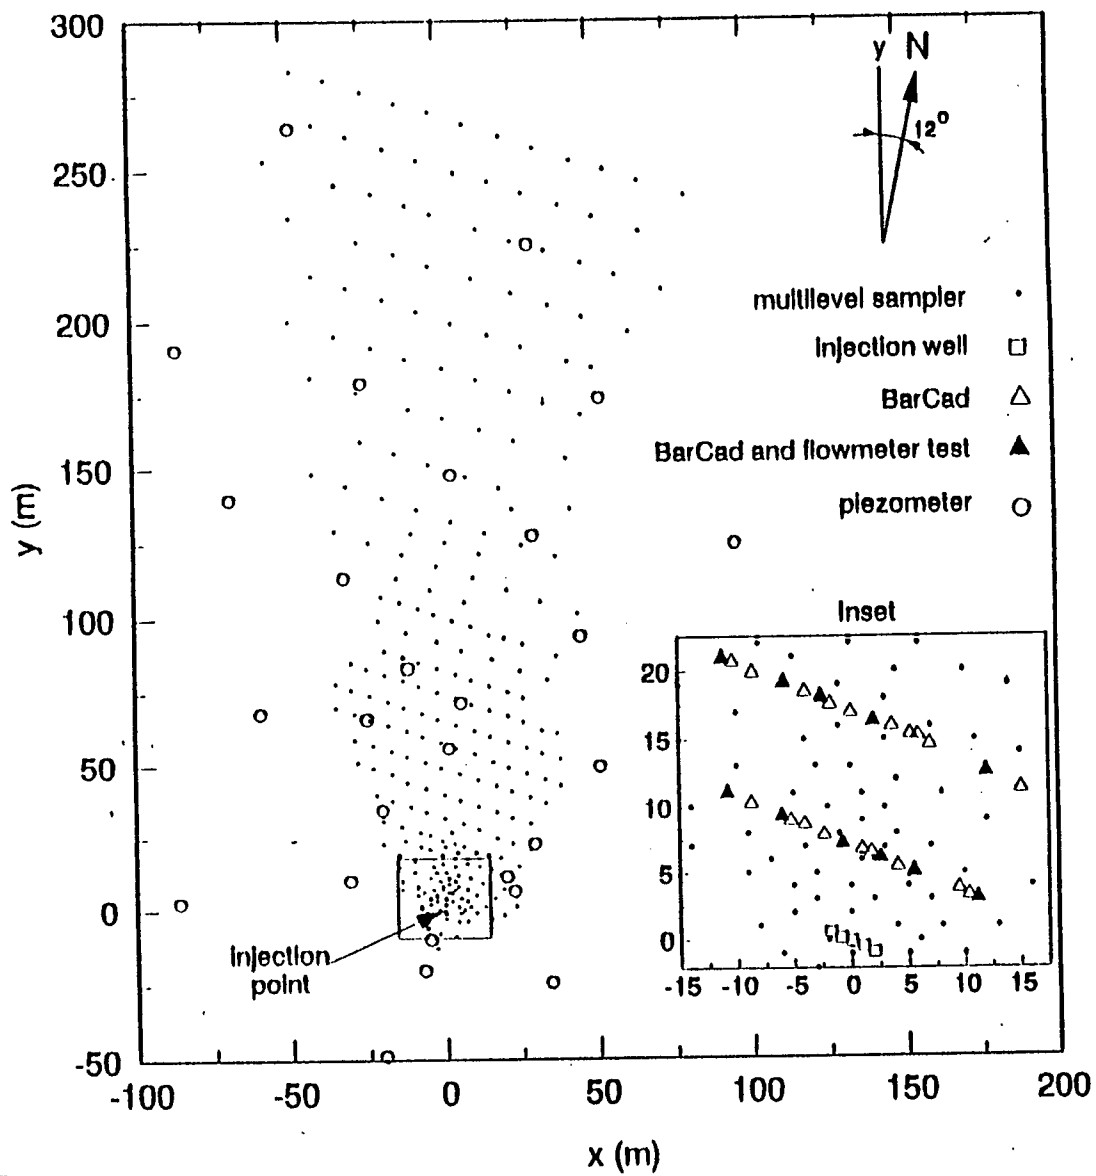 300
250
200
150
100
50
0
-50
y (m)
-100 -50 0 50 100 150 200
x (m)
y N
12°
multilevel sampler
injection well
BarCad
BarCad and flowmeter test
piezometer
Inset
20
15
10
5
0
-15 -10 -5 0 5 10 15
injection
point